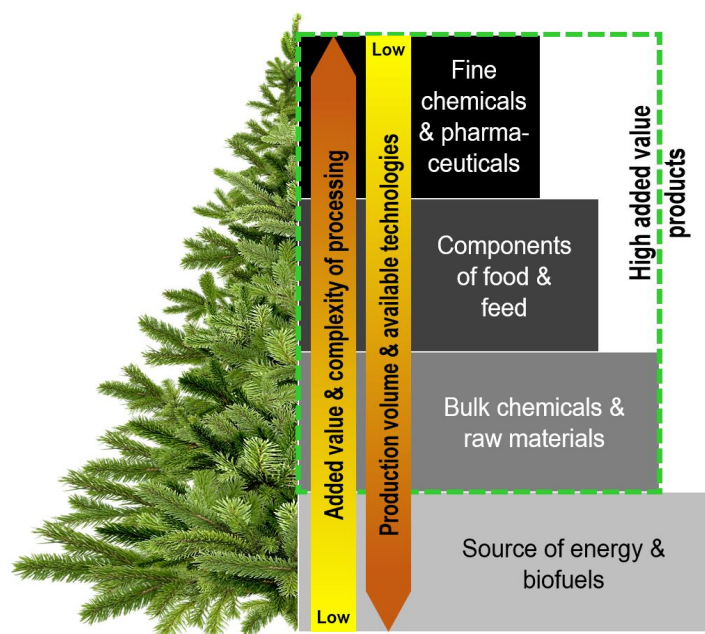 Low
Fine
chemicals
& pharma-
ceuticals
Components
of food &
feed
Bulk chemicals &
raw materials
Source of energy &
biofuels
Added value & complexity of processing
Production volume & available technologies
High added value
products
Low